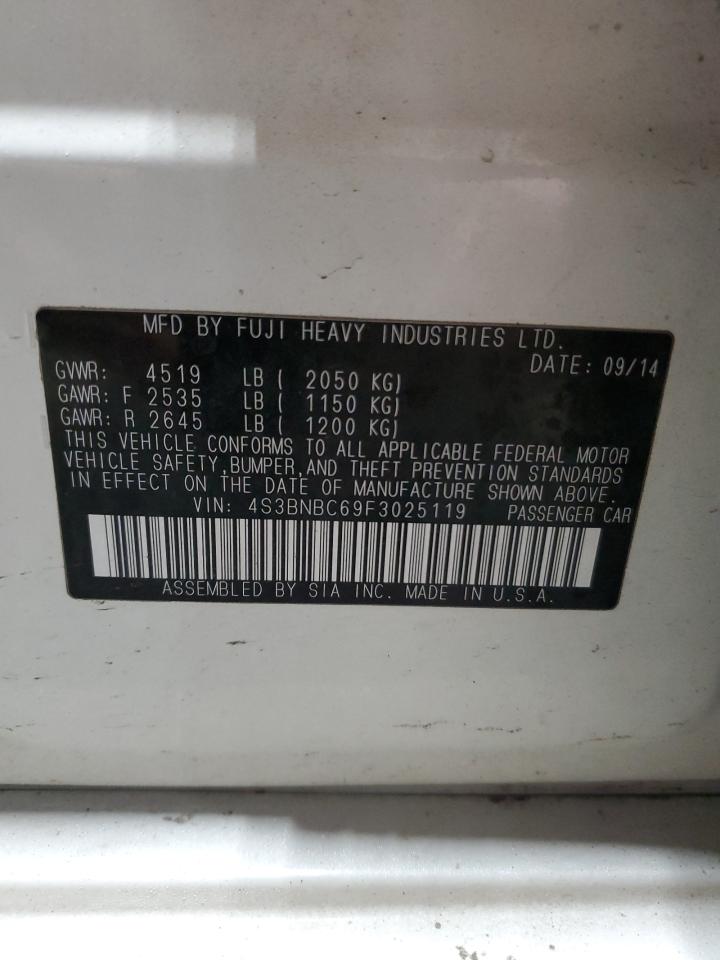 MFD BY FUJI HEAVY INDUSTRIES LTD.
DATE: 09/14
GVWR: 4519 LB ( 2050 KG)
GAWR: F 2535 LB ( 1150 KG)
GAWR: R 2645 LB ( 1200 KG)
THIS VEHICLE CONFORMS TO ALL APPLICABLE FEDERAL MOTOR
VEHICLE SAFETY,BUMPER,AND THEFT PREVENTION STANDARDS
IN EFFECT ON THE DATE OF MANUFACTURE SHOWN ABOVE.
VIN: 4S3BNBC69F3025119 PASSENGER CAR
ASSEMBLED BY SIA INC. MADE IN U.S.A.